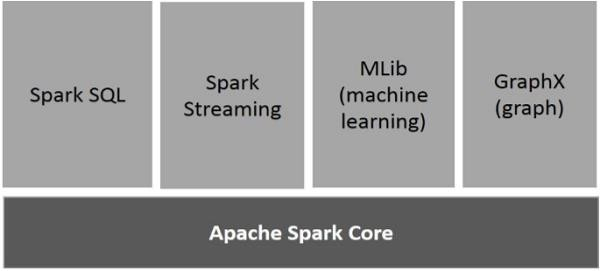 Spark SQL
Spark
Streaming
MLib
(machine
learning)
GraphX
(graph)
Apache Spark Core